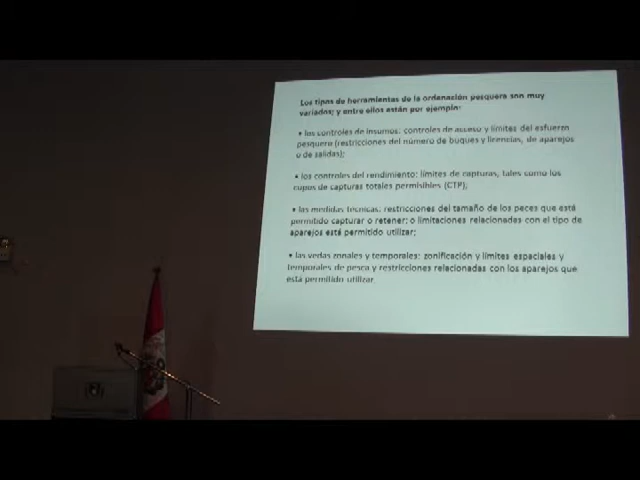 Los tipos de herramientas de la ordenación pesquera son muy
variados; y entre ellos están por ejemplo:
• los controles de insumos: controles de acceso y límites del esfuerzo
pesquero (restricciones del número de buques y licencias, de aparejos
o de salidas);
• los controles del rendimiento: límites de capturas, tales como los
cupos de capturas totales permisibles (CTP);
• las medidas técnicas: restricciones del tamaño de los peces que está
permitido capturar o retener; o limitaciones relacionadas con el tipo de
aparejos está permitido utilizar;
• las vedas zonales y temporales: zonificación y límites espaciales y
temporales de pesca y restricciones relacionadas con los aparejos que
está permitido utilizar